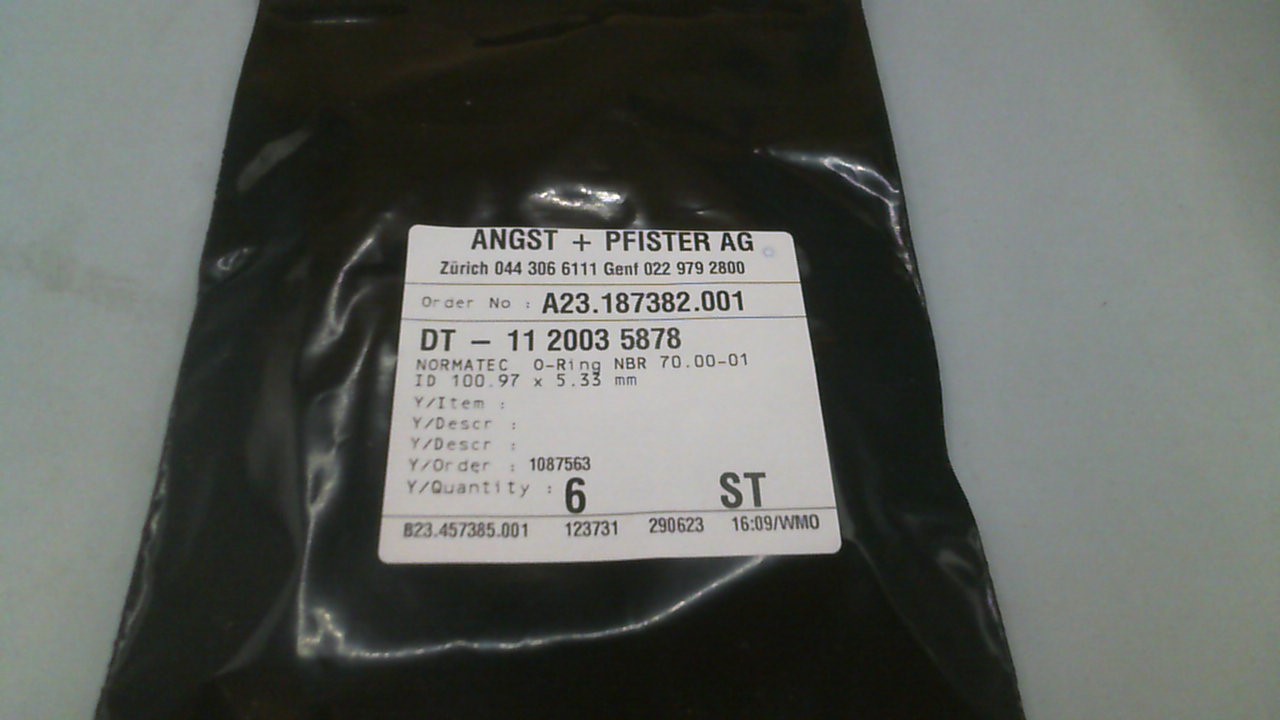 ANGST + PFISTER AG
Zürich 044 306 6111 Genf 022 979 2800
Order No : A23.187382.001
DT – 11 2003 5878
NORMATEC O-Ring NBR 70.00-01
ID 100.97 x 5.33 mm
Y/Item :
Y/Descr :
Y/Descr :
Y/Order : 1087563
Y/Quantity : 6 ST
B23.457385.001 123731 290623 16:09/WMO